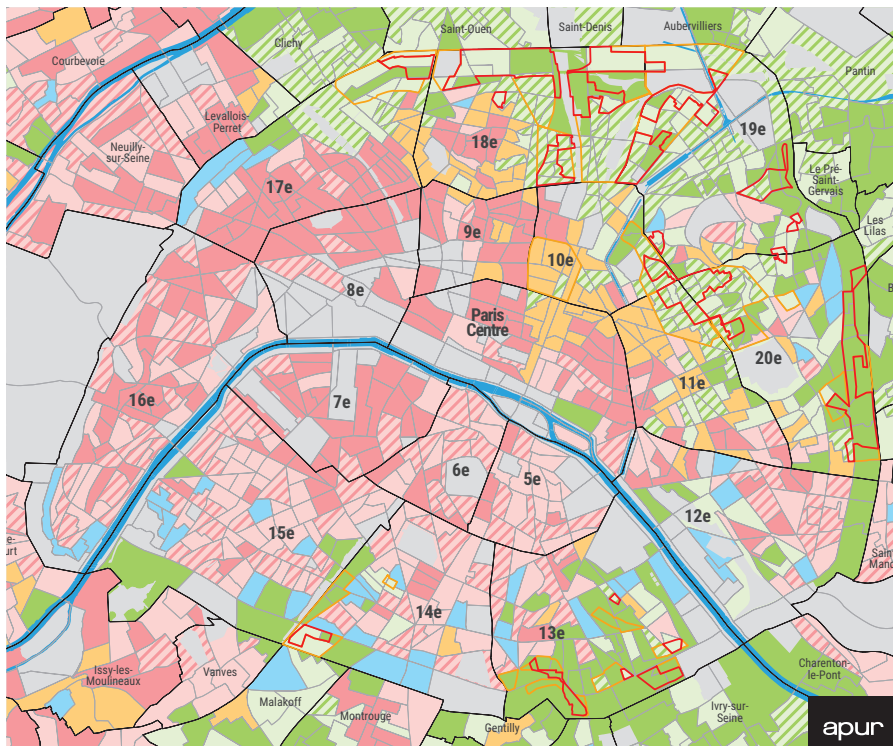 Saint-Ouen
Saint-Denis
Aubervilliers
Clichy
Courbevoie
Pantin
Levallois-
Perret
19e
Neuilly-
sur-Seine
18e
Le Pré-
Saint-
Gervais
17e
Les
Lilas
9e
10e
8e
Paris
Centre
20e
11e
16e
7e
6e
5e
12e
15e
14e
13e
Issy-les-
Moulineaux
Vanves
Charenton-
le-Pont
Malakoff
Montrouge
Gentilly
Ivry-sur-
Seine
apur